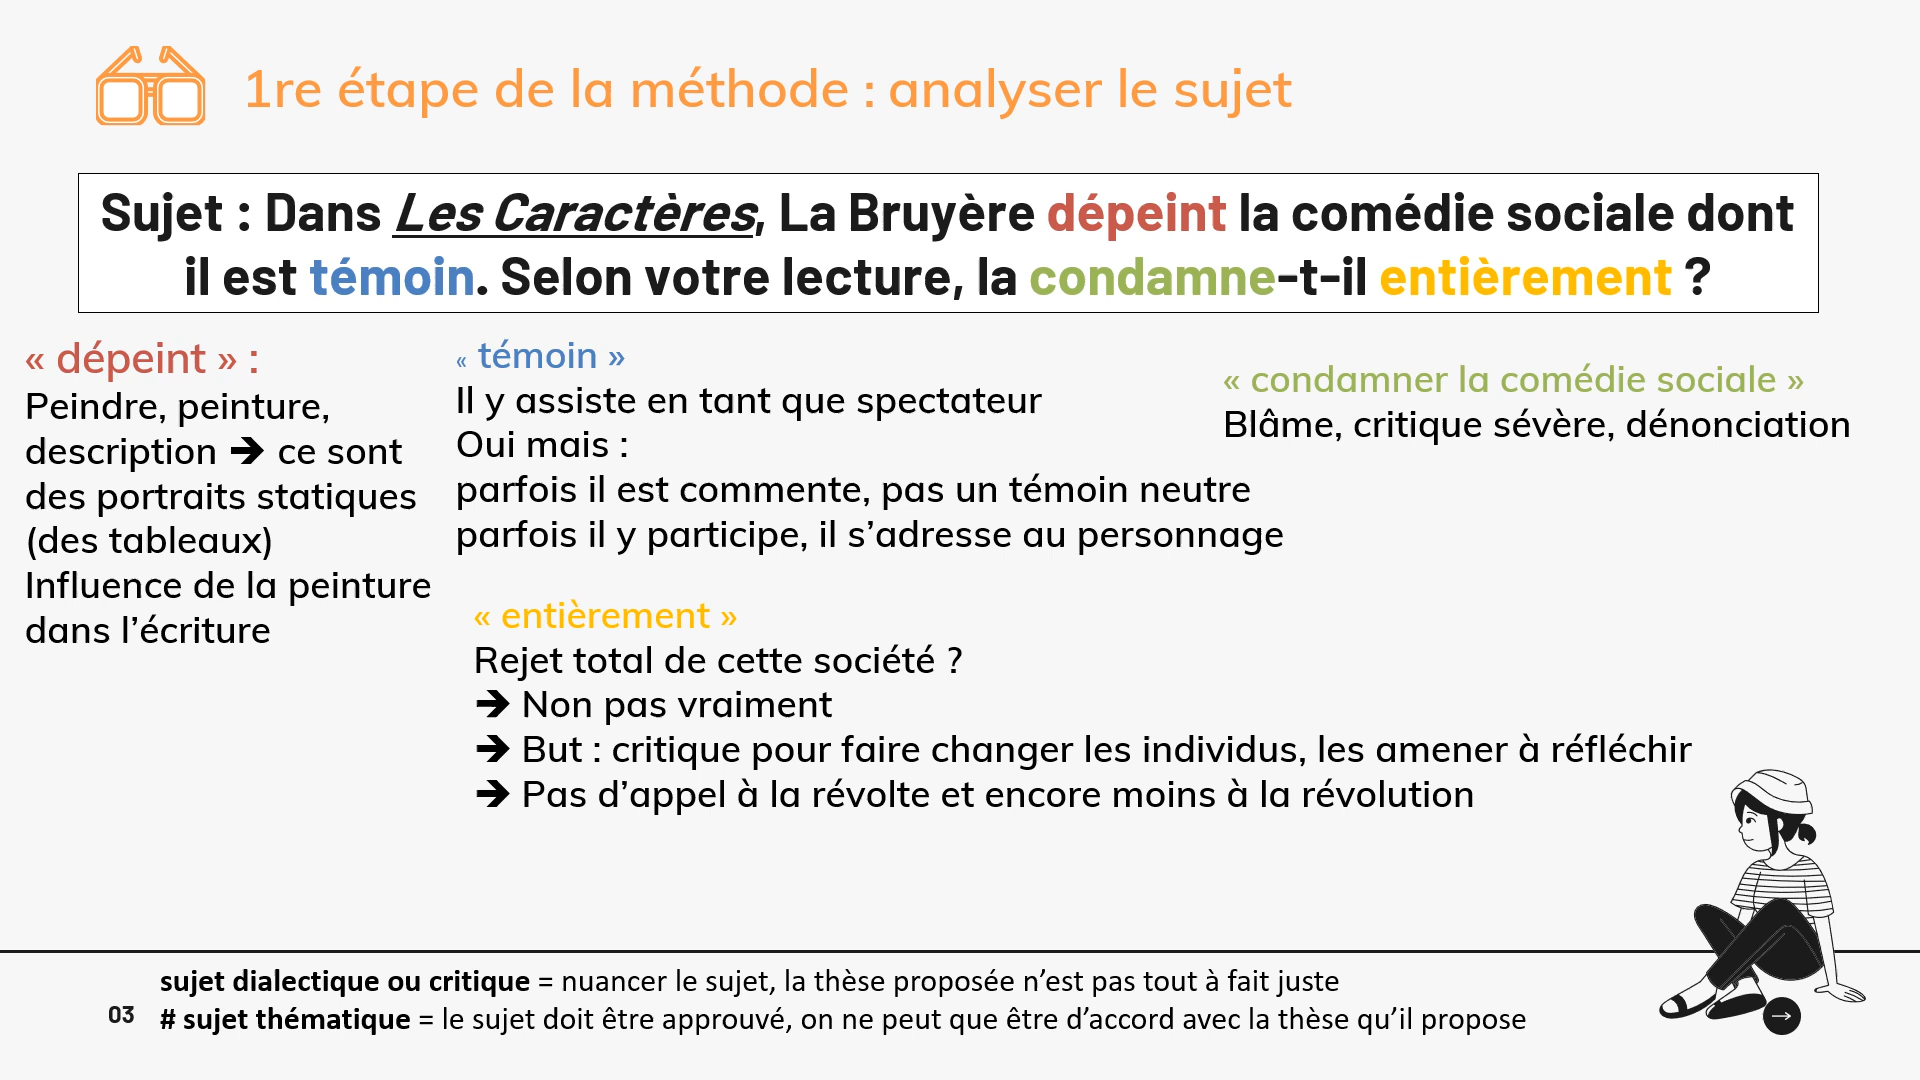 1re étape de la méthode : analyser le sujet
Sujet : Dans Les Caractères, La Bruyère dépeint la comédie sociale dont
il est témoin. Selon votre lecture, la condamne-t-il entièrement ?
« dépeint » :
Peindre, peinture,
description ➔ ce sont
des portraits statiques
(des tableaux)
Influence de la peinture
dans l’écriture
« témoin »
Il y assiste en tant que spectateur
Oui mais :
parfois il est commente, pas un témoin neutre
parfois il y participe, il s’adresse au personnage
« condamner la comédie sociale »
Blâme, critique sévère, dénonciation
« entièrement »
Rejet total de cette société ?
➔ Non pas vraiment
➔ But : critique pour faire changer les individus, les amener à réfléchir
➔ Pas d’appel à la révolte et encore moins à la révolution
sujet dialectique ou critique = nuancer le sujet, la thèse proposée n’est pas tout à fait juste
03
# sujet thématique = le sujet doit être approuvé, on ne peut que être d’accord avec la thèse qu’il propose